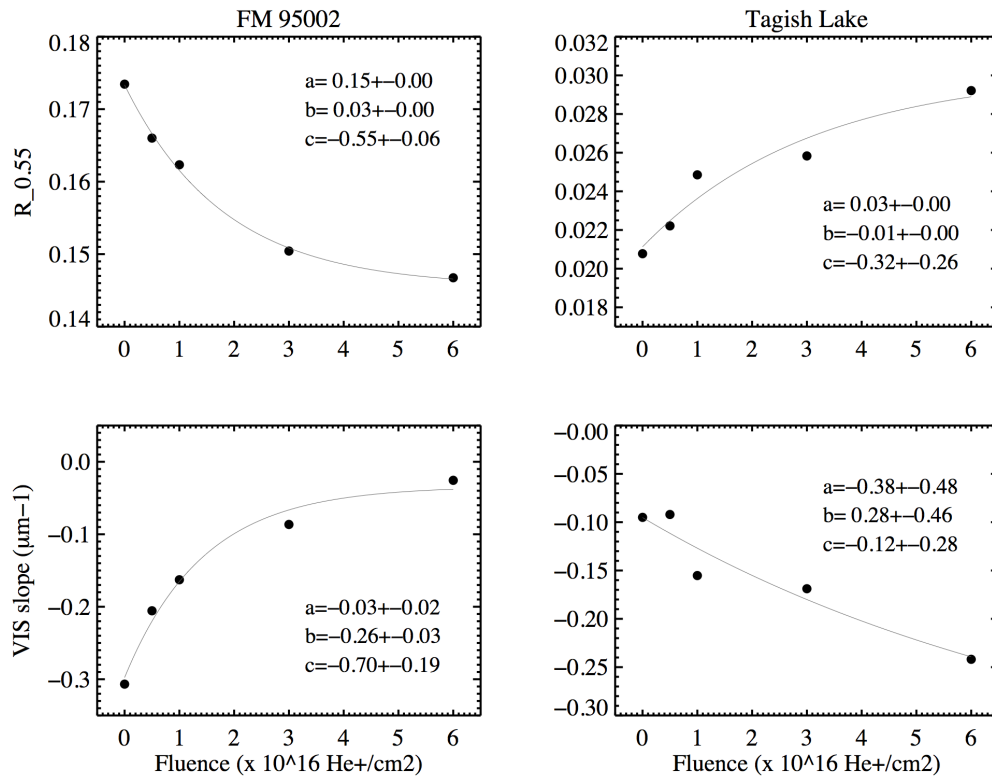 FM 95002
Tagish Lake
R_0.55
0.18
0.17
0.16
0.15
0.14
a= 0.15+-0.00
b= 0.03+-0.00
c=-0.55+-0.06
0 1 2 3 4 5 6
0.032
0.030
0.028
0.026
0.024
0.022
0.020
0.018
a= 0.03+-0.00
b=-0.01+-0.00
c=-0.32+-0.26
0 1 2 3 4 5 6
VIS slope (μm-1)
0.0
-0.1
-0.2
-0.3
a=-0.03+-0.02
b=-0.26+-0.03
c=-0.70+-0.19
0 1 2 3 4 5 6
Fluence (x 10^16 He+/cm2)
-0.00
-0.05
-0.10
-0.15
-0.20
-0.25
-0.30
a=-0.38+-0.48
b= 0.28+-0.46
c=-0.12+-0.28
0 1 2 3 4 5 6
Fluence (x 10^16 He+/cm2)